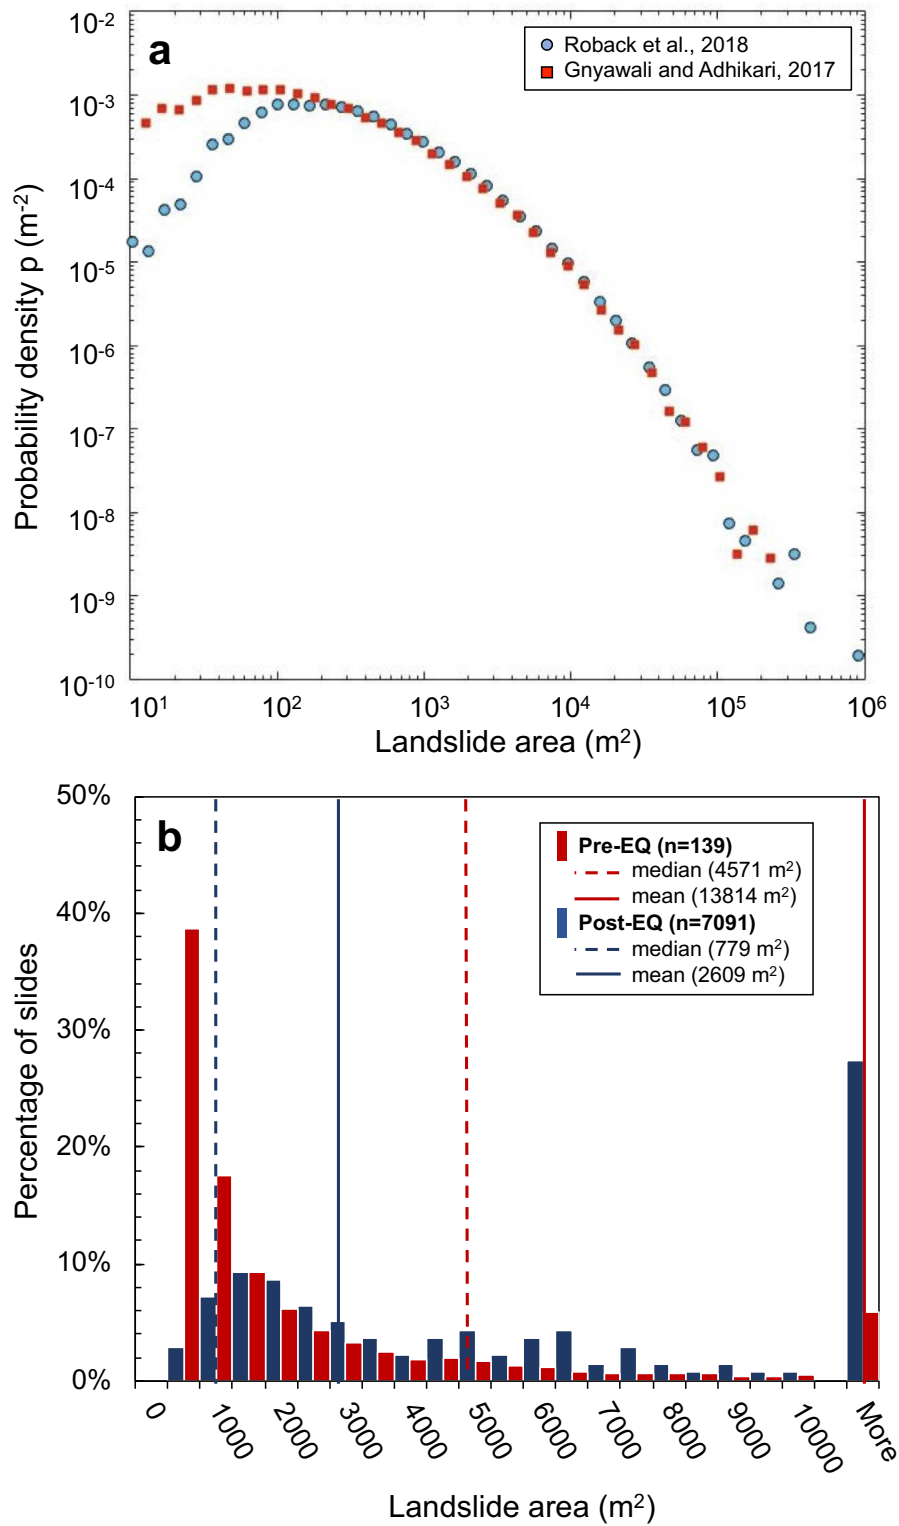 a
Roback et al., 2018
Gnyawali and Adhikari, 2017
10-2
10-3
10-4
10-5
10-6
10-7
10-8
10-9
10-10
Probability density p (m-2)
101 102 103 104 105 106
Landslide area (m2)
b
Pre-EQ (n=139)
median (4571 m2)
mean (13814 m2)
Post-EQ (n=7091)
median (779 m2)
mean (2609 m2)
50%
40%
30%
20%
10%
0%
Percentage of slides
0 1000 2000 3000 4000 5000 6000 7000 8000 9000 10000 More
Landslide area (m2)